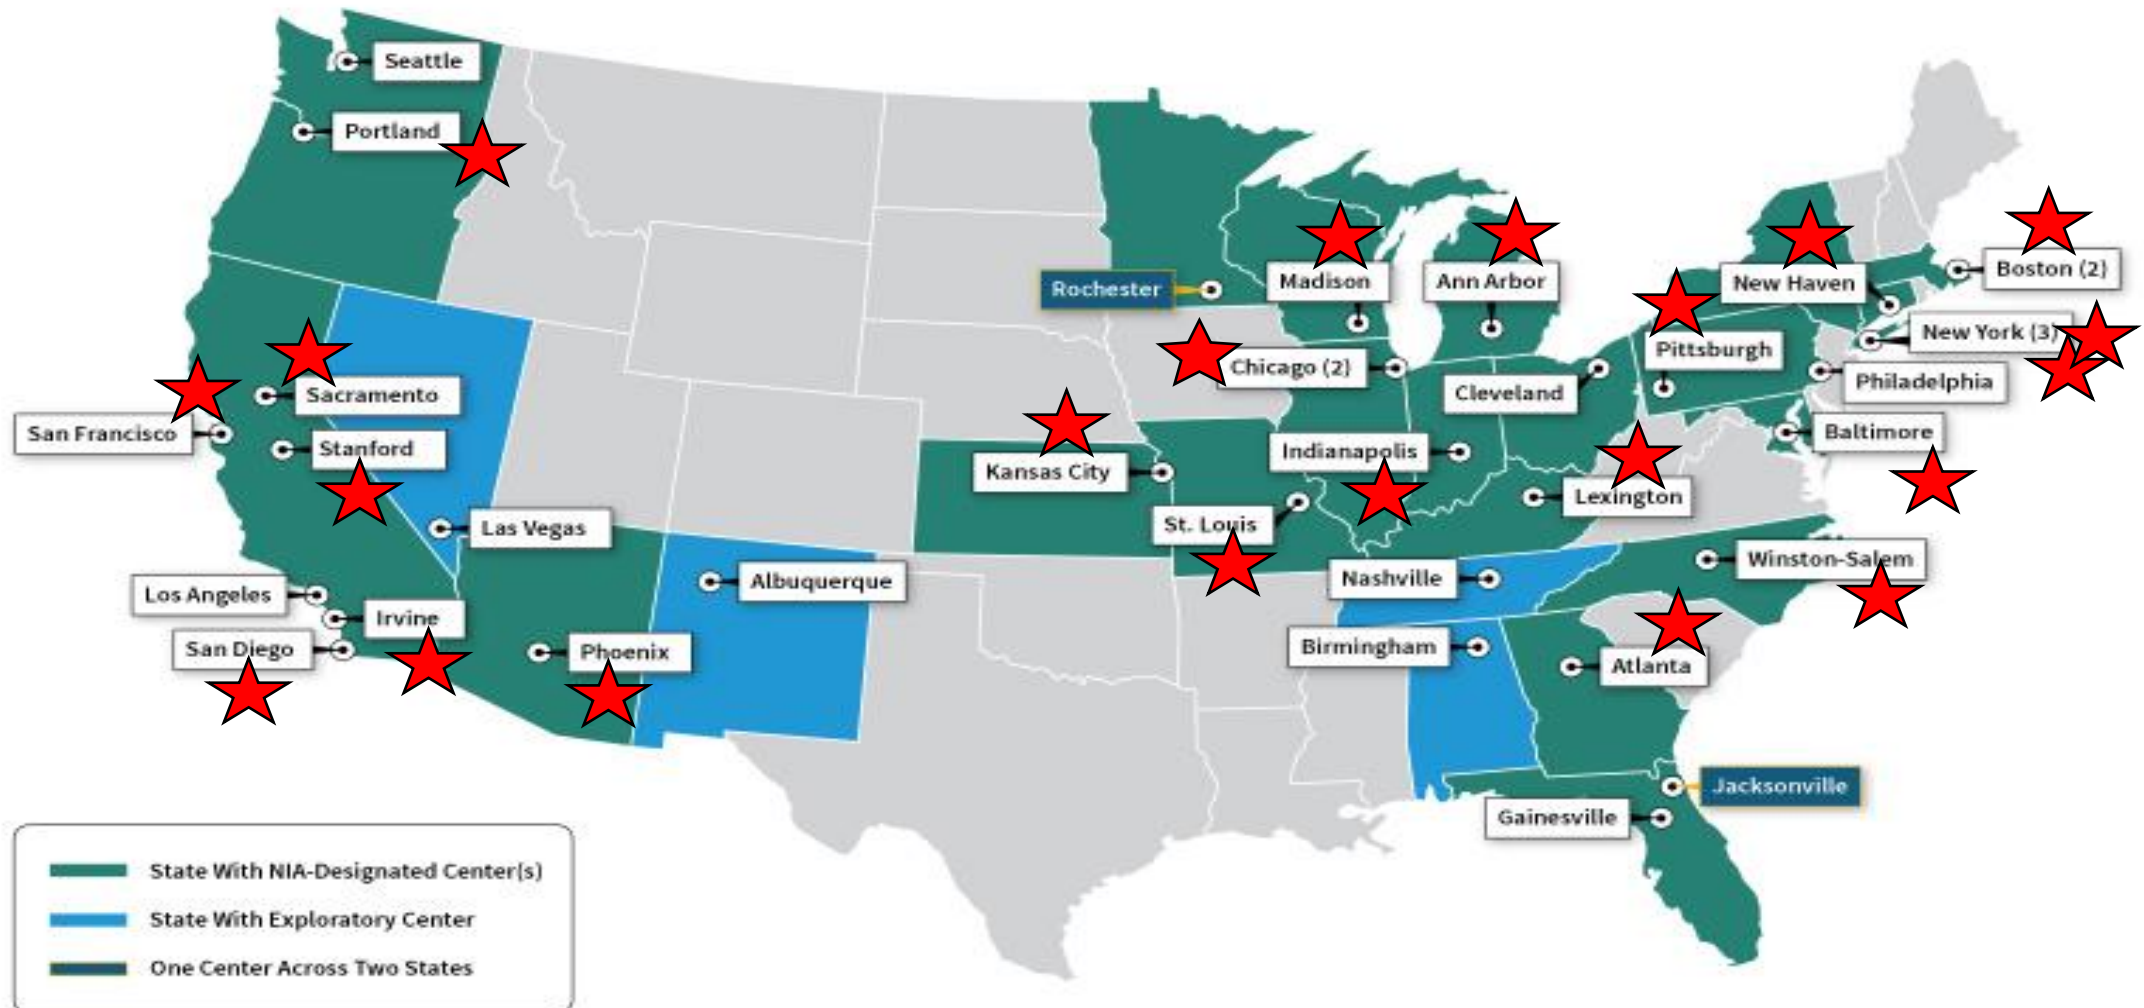 Seattle
Portland
Rochester
Madison
Ann Arbor
New Haven
Boston (2)
New York (3)
Pittsburgh
Philadelphia
Chicago (2)
Cleveland
Sacramento
San Francisco
Stanford
Baltimore
Indianapolis
Kansas City
Lexington
St. Louis
Las Vegas
Winston-Salem
Nashville
Albuquerque
Los Angeles
Irvine
San Diego
Phoenix
Birmingham
Atlanta
Jacksonville
Gainesville
State With NIA-Designated Center(s)
State With Exploratory Center
One Center Across Two States